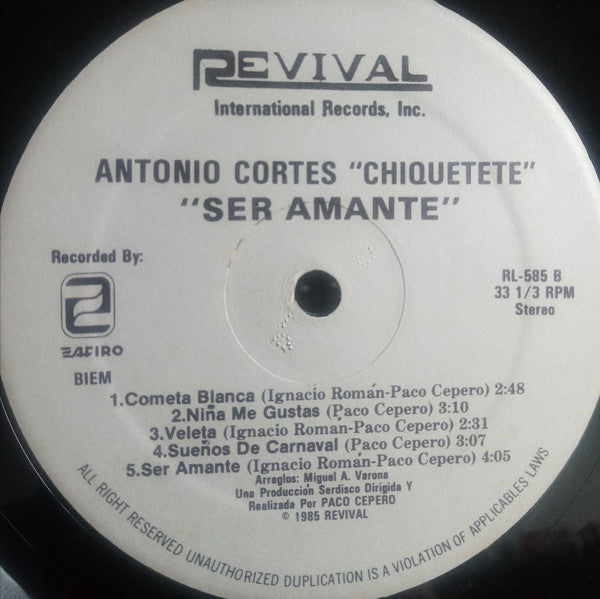 REVIVAL
International Records, Inc.
ANTONIO CORTES "CHIQUETETE"
"SER AMANTE"
Recorded By:
ZAFIRO
BIEM
RL-585 B
33 1/3 RPM
Stereo
1.Cometa Blanca (Ignacio Román-Paco Cepero) 2:48
2.Niña Me Gustas (Paco Cepero) 3:10
3.Veleta (Ignacio Roman-Paco Cepero) 2:31
4.Sueños De Carnaval (Paco Cepero) 3:07
5.Ser Amante (Ignacio Román-Paco Cepero) 4:05
Arreglos: Miguel A. Varona
Una Producción Serdisco Dirigida Y
Realizada Por PACO CEPERO
© 1985 REVIVAL
ALL RIGHT RESERVED UNAUTHORIZED DUPLICATION IS A VIOLATION OF APPLICABLES LAWS